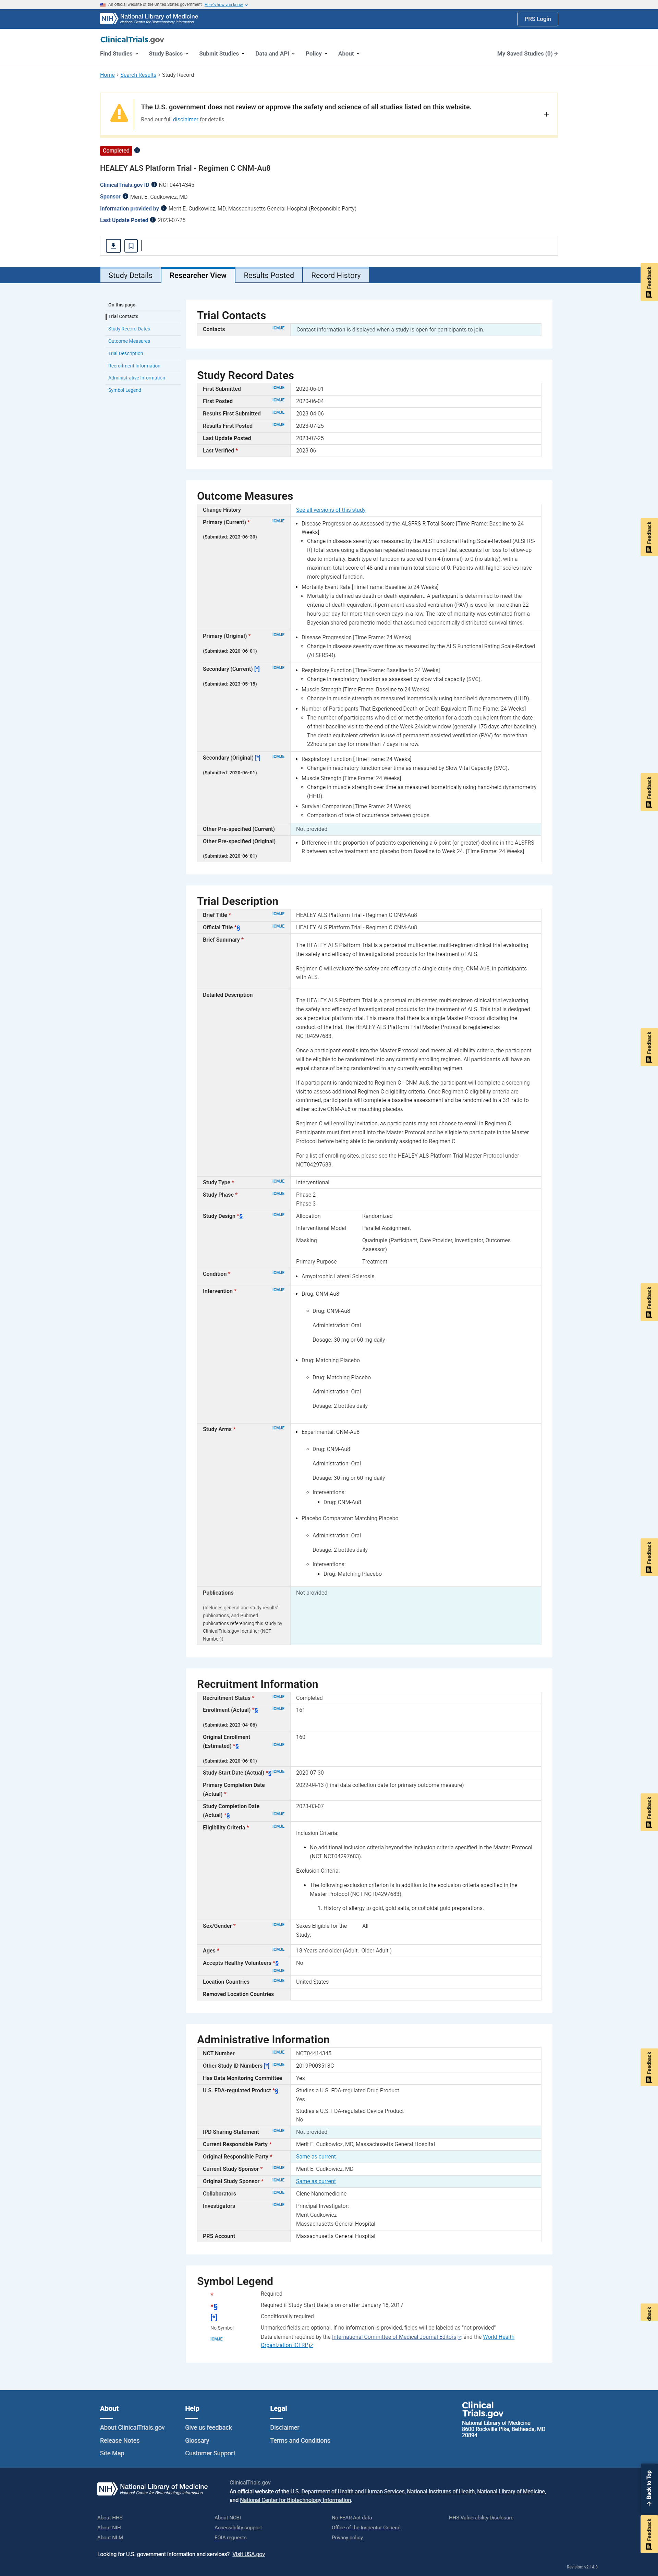 An official website of the United States government Here's how you know
NIH National Library of Medicine
National Center for Biotechnology Information
PRS Login
ClinicalTrials.gov
Find Studies
Study Basics
Submit Studies
Data and API
Policy
About
My Saved Studies (0) →
Home › Search Results › Study Record
The U.S. government does not review or approve the safety and science of all studies listed on this website.
Read our full disclaimer for details.
Completed
HEALEY ALS Platform Trial - Regimen C CNM-Au8
ClinicalTrials.gov ID NCT04414345
Sponsor Merit E. Cudkowicz, MD
Information provided by Merit E. Cudkowicz, MD, Massachusetts General Hospital (Responsible Party)
Last Update Posted 2023-07-25
Study Details
Researcher View
Results Posted
Record History
On this page
Trial Contacts
Study Record Dates
Outcome Measures
Trial Description
Recruitment Information
Administrative Information
Symbol Legend
Trial Contacts
Contacts ICMJE Contact information is displayed when a study is open for participants to join.
Study Record Dates
First Submitted ICMJE 2020-06-01
First Posted ICMJE 2020-06-04
Results First Submitted ICMJE 2023-04-06
Results First Posted ICMJE 2023-07-25
Last Update Posted 2023-07-25
Last Verified * 2023-06
Outcome Measures
Change History See all versions of this study
Primary (Current) * ICMJE
(Submitted: 2023-06-30)
• Disease Progression as Assessed by the ALSFRS-R Total Score [Time Frame: Baseline to 24
Weeks]
◦ Change in disease severity as measured by the ALS Functional Rating Scale-Revised (ALSFRS-
R) total score using a Bayesian repeated measures model that accounts for loss to follow-up
due to mortality. Each type of function is scored from 4 (normal) to 0 (no ability), with a
maximum total score of 48 and a minimum total score of 0. Patients with higher scores have
more physical function.
• Mortality Event Rate [Time Frame: Baseline to 24 Weeks]
◦ Mortality is defined as death or death equivalent. A participant is determined to meet the
criteria of death equivalent if permanent assisted ventilation (PAV) is used for more than 22
hours per day for more than seven days in a row. The rate of mortality was estimated from a
Bayesian shared-parametric model that assumed exponentially distributed survival times.
Primary (Original) * ICMJE
(Submitted: 2020-06-01)
• Disease Progression [Time Frame: 24 Weeks]
◦ Change in disease severity over time as measured by the ALS Functional Rating Scale-Revised
(ALSFRS-R).
Secondary (Current) [*] ICMJE
(Submitted: 2023-05-15)
• Respiratory Function [Time Frame: Baseline to 24 Weeks]
◦ Change in respiratory function as assessed by slow vital capacity (SVC).
• Muscle Strength [Time Frame: Baseline to 24 Weeks]
◦ Change in muscle strength as measured isometrically using hand-held dynamometry (HHD).
• Number of Participants That Experienced Death or Death Equivalent [Time Frame: 24 Weeks]
◦ The number of participants who died or met the criterion for a death equivalent from the date
of their baseline visit to the end of the Week 24 visit window (generally 175 days after baseline).
The death equivalent criteria is use of permanent assisted ventilation (PAV) for more than
22hours per day for more than 7 days in a row.
Secondary (Original) [*] ICMJE
(Submitted: 2020-06-01)
• Respiratory Function [Time Frame: 24 Weeks]
◦ Change in respiratory function over time as measured by Slow Vital Capacity (SVC).
• Muscle Strength [Time Frame: 24 Weeks]
◦ Change in muscle strength over time as measured isometrically using hand-held dynamometry
(HHD).
• Survival Comparison [Time Frame: 24 Weeks]
◦ Comparison of rate of occurrence between groups.
Other Pre-specified (Current) Not provided
Other Pre-specified (Original)
(Submitted: 2020-06-01)
• Difference in the proportion of patients experiencing a 6-point (or greater) decline in the ALSFRS-
R between active treatment and placebo from Baseline to Week 24. [Time Frame: 24 Weeks]
Trial Description
Brief Title * ICMJE HEALEY ALS Platform Trial - Regimen C CNM-Au8
Official Title *§ ICMJE HEALEY ALS Platform Trial - Regimen C CNM-Au8
Brief Summary *
The HEALEY ALS Platform Trial is a perpetual multi-center, multi-regimen clinical trial evaluating
the safety and efficacy of investigational products for the treatment of ALS.
Regimen C will evaluate the safety and efficacy of a single study drug, CNM-Au8, in participants
with ALS.
Detailed Description
The HEALEY ALS Platform Trial is a perpetual multi-center, multi-regimen clinical trial evaluating
the safety and efficacy of investigational products for the treatment of ALS. This trial is designed
as a perpetual platform trial. This means that there is a single Master Protocol dictating the
conduct of the trial. The HEALEY ALS Platform Trial Master Protocol is registered as
NCT04297683.
Once a participant enrolls into the Master Protocol and meets all eligibility criteria, the participant
will be eligible to be randomized into any currently enrolling regimen. All participants will have an
equal chance of being randomized to any currently enrolling regimen.
If a participant is randomized to Regimen C - CNM-Au8, the participant will complete a screening
visit to assess additional Regimen C eligibility criteria. Once Regimen C eligibility criteria are
confirmed, participants will complete a baseline assessment and be randomized in a 3:1 ratio to
either active CNM-Au8 or matching placebo.
Regimen C will enroll by invitation, as participants may not choose to enroll in Regimen C.
Participants must first enroll into the Master Protocol and be eligible to participate in the Master
Protocol before being able to be randomly assigned to Regimen C.
For a list of enrolling sites, please see the HEALEY ALS Platform Trial Master Protocol under
NCT04297683.
Study Type * ICMJE Interventional
Study Phase * ICMJE Phase 2
Phase 3
Study Design *§ ICMJE
Allocation Randomized
Interventional Model Parallel Assignment
Masking Quadruple (Participant, Care Provider, Investigator, Outcomes
Assessor)
Primary Purpose Treatment
Condition * ICMJE • Amyotrophic Lateral Sclerosis
Intervention * ICMJE
• Drug: CNM-Au8
◦ Drug: CNM-Au8
Administration: Oral
Dosage: 30 mg or 60 mg daily
• Drug: Matching Placebo
◦ Drug: Matching Placebo
Administration: Oral
Dosage: 2 bottles daily
Study Arms * ICMJE
• Experimental: CNM-Au8
◦ Drug: CNM-Au8
Administration: Oral
Dosage: 30 mg or 60 mg daily
◦ Interventions:
▪ Drug: CNM-Au8
• Placebo Comparator: Matching Placebo
◦ Administration: Oral
Dosage: 2 bottles daily
◦ Interventions:
▪ Drug: Matching Placebo
Publications Not provided
(Includes general and study results'
publications, and Pubmed
publications referencing this study by
ClinicalTrials.gov Identifier (NCT
Number))
Recruitment Information
Recruitment Status * ICMJE Completed
Enrollment (Actual) *§ ICMJE 161
(Submitted: 2023-04-06)
Original Enrollment 160
(Estimated) *§ ICMJE
(Submitted: 2020-06-01)
Study Start Date (Actual) *§ ICMJE 2020-07-30
Primary Completion Date 2022-04-13 (Final data collection date for primary outcome measure)
(Actual) *
Study Completion Date 2023-03-07
(Actual) *§ ICMJE
Eligibility Criteria * ICMJE
Inclusion Criteria:
• No additional inclusion criteria beyond the inclusion criteria specified in the Master Protocol
(NCT NCT04297683).
Exclusion Criteria:
• The following exclusion criterion is in addition to the exclusion criteria specified in the
Master Protocol (NCT NCT04297683).
1. History of allergy to gold, gold salts, or colloidal gold preparations.
Sex/Gender * ICMJE
Sexes Eligible for the All
Study:
Ages * ICMJE 18 Years and older (Adult, Older Adult )
Accepts Healthy Volunteers *§ No
ICMJE
Location Countries ICMJE United States
Removed Location Countries
Administrative Information
NCT Number ICMJE NCT04414345
Other Study ID Numbers [*] ICMJE 2019P003518C
Has Data Monitoring Committee Yes
U.S. FDA-regulated Product *§
Studies a U.S. FDA-regulated Drug Product
Yes
Studies a U.S. FDA-regulated Device Product
No
IPD Sharing Statement ICMJE Not provided
Current Responsible Party * Merit E. Cudkowicz, MD, Massachusetts General Hospital
Original Responsible Party * Same as current
Current Study Sponsor * ICMJE Merit E. Cudkowicz, MD
Original Study Sponsor * ICMJE Same as current
Collaborators ICMJE Clene Nanomedicine
Investigators ICMJE
Principal Investigator:
Merit Cudkowicz
Massachusetts General Hospital
PRS Account Massachusetts General Hospital
Symbol Legend
* Required
*§ Required if Study Start Date is on or after January 18, 2017
[*] Conditionally required
No Symbol Unmarked fields are optional. If no information is provided, fields will be labeled as "not provided"
ICMJE Data element required by the International Committee of Medical Journal Editors and the World Health
Organization ICTRP
About
About ClinicalTrials.gov
Release Notes
Site Map
Help
Give us feedback
Glossary
Customer Support
Legal
Disclaimer
Terms and Conditions
Clinical
Trials.gov
National Library of Medicine
8600 Rockville Pike, Bethesda, MD
20894
NIH National Library of Medicine
National Center for Biotechnology Information
ClinicalTrials.gov
An official website of the U.S. Department of Health and Human Services, National Institutes of Health, National Library of Medicine,
and National Center for Biotechnology Information.
About HHS
About NIH
About NLM
About NCBI
Accessibility support
FOIA requests
No FEAR Act data
Office of the Inspector General
Privacy policy
HHS Vulnerability Disclosure
Looking for U.S. government information and services? Visit USA.gov
Revision: v2.14.3
Feedback
Feedback
Feedback
Feedback
Feedback
Feedback
Feedback
Feedback
dback
Back to Top
Feedback